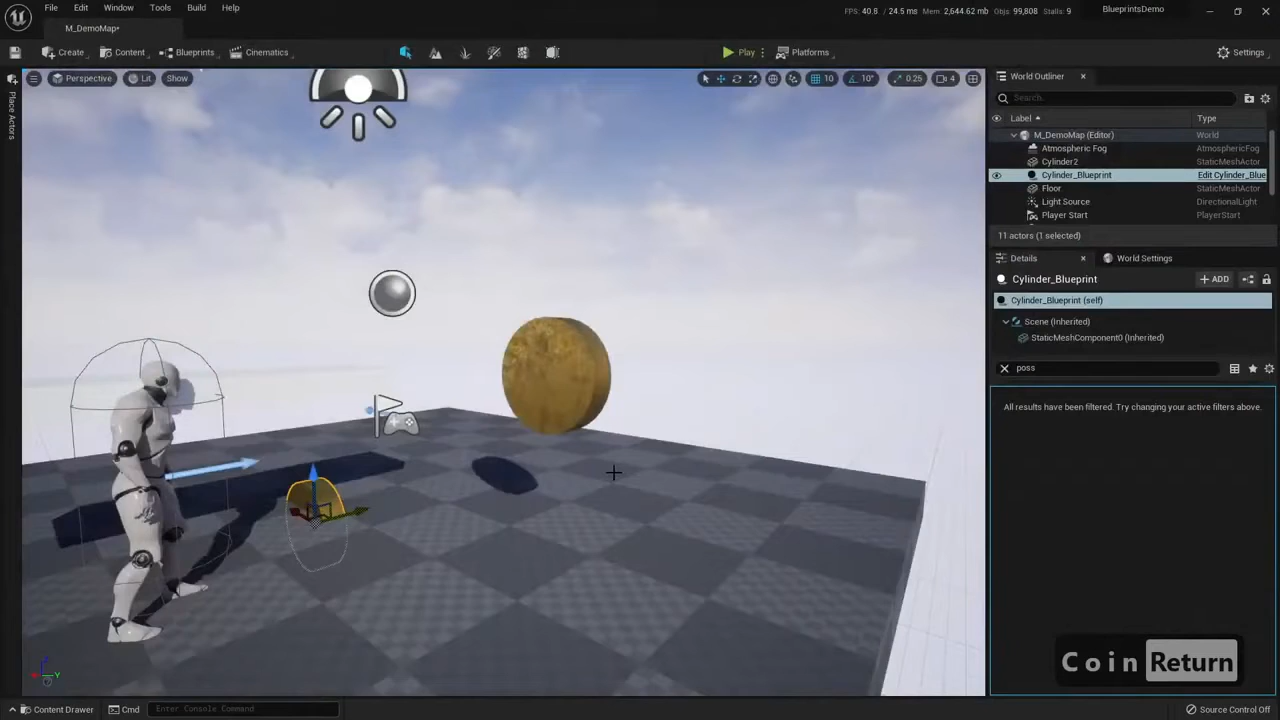 File Edit Window Tools Build Help
FPS: 40.8 / 24.5 ms Mem: 2,644.62 mb Objs: 99,808 Stalls: 9
BlueprintsDemo
M_DemoMap*
Create Content Blueprints Cinematics Play Platforms Settings
Perspective Lit Show
10 10° 0.25 4
Place Actors
World Outliner
Search...
Label Type
M_DemoMap (Editor) World
Atmospheric Fog AtmosphericFog
Cylinder2 StaticMeshActor
Cylinder_Blueprint Edit Cylinder_Blue
Floor StaticMeshActor
Light Source DirectionalLight
Player Start PlayerStart
11 actors (1 selected)
Details World Settings
Cylinder_Blueprint + ADD
Cylinder_Blueprint (self)
Scene (Inherited)
StaticMeshComponent0 (Inherited)
poss
All results have been filtered. Try changing your active filters above.
Coin Return
Z
X Y
Content Drawer Cmd Enter Console Command Source Control Off